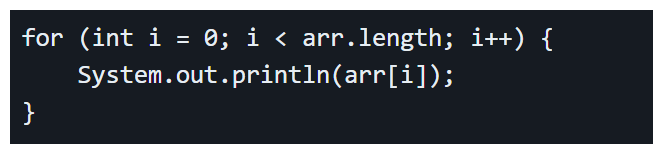 for (int i = 0; i < arr.length; i++) {
    System.out.println(arr[i]);
}